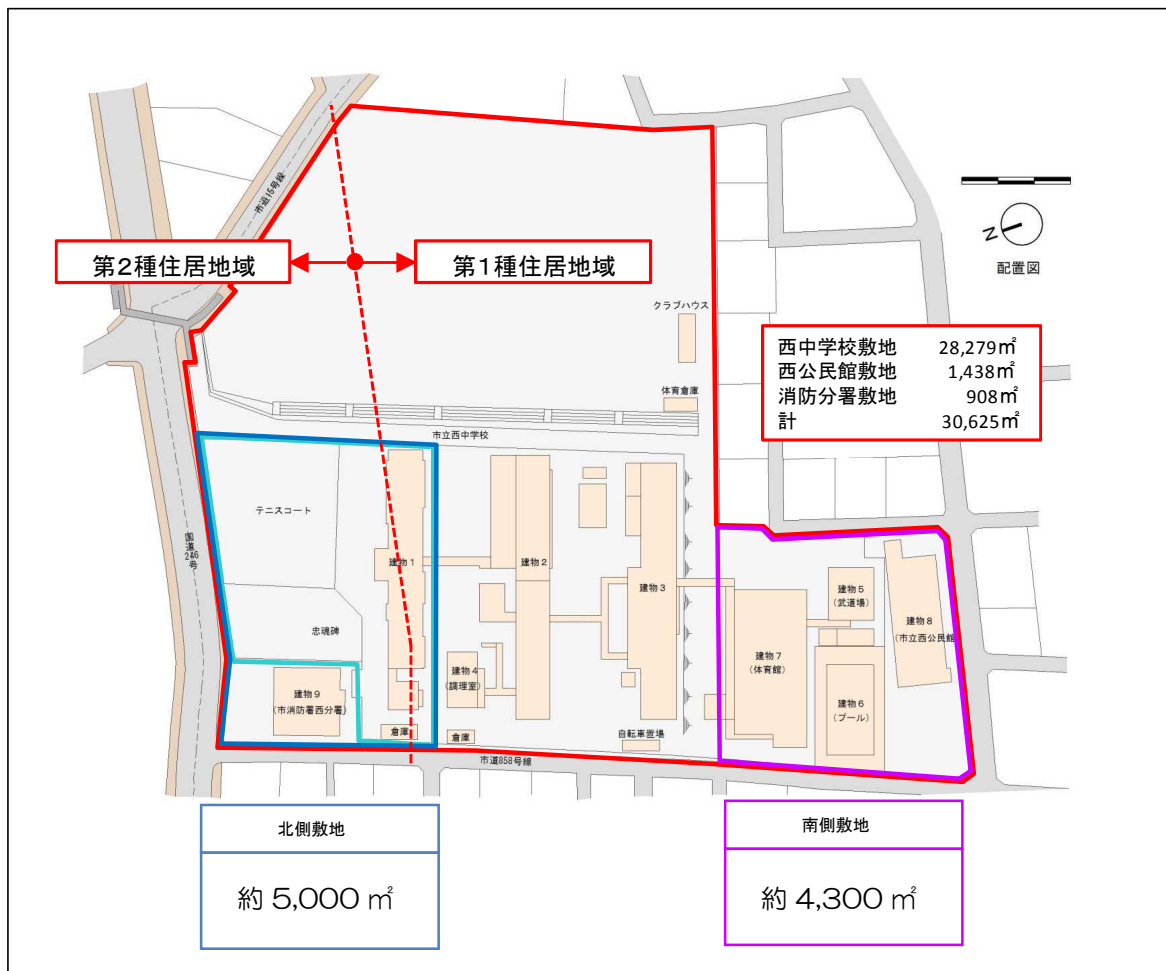 市道15号線
第2種住居地域
第1種住居地域
N
配置図
クラブハウス
西中学校敷地 28,279㎡
西公民館敷地 1,438㎡
消防分署敷地 908㎡
計 30,625㎡
体育倉庫
市立西中学校
テニスコート
国道246号
建物1
建物2
建物3
建物5
(武道場)
建物8
(市立西公民館)
忠魂碑
建物4
(調理室)
建物7
(体育館)
建物9
(市消防署西分署)
建物6
(プール)
倉庫
倉庫
自転車置場
市道858号線
北側敷地
約 5,000 ㎡
南側敷地
約 4,300 ㎡